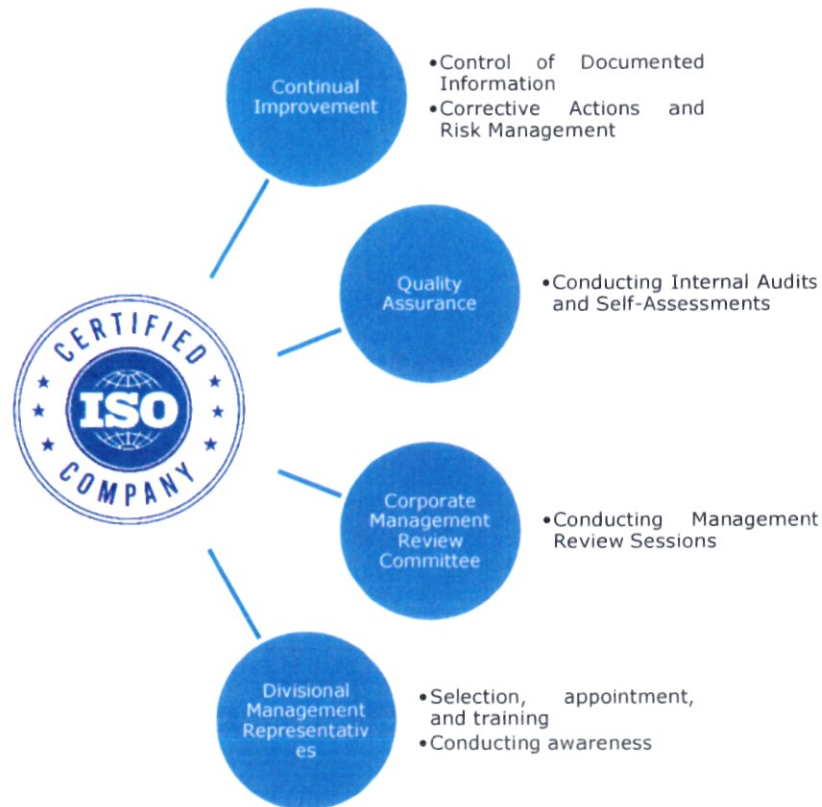 Continual
Improvement
•Control of Documented
Information
•Corrective Actions and
Risk Management
Quality
Assurance
•Conducting Internal Audits
and Self-Assessments
CERTIFIED
ISO
COMPANY
Corporate
Management
Review
Committee
•Conducting Management
Review Sessions
Divisional
Management
Representativ
es
•Selection, appointment,
and training
•Conducting awareness